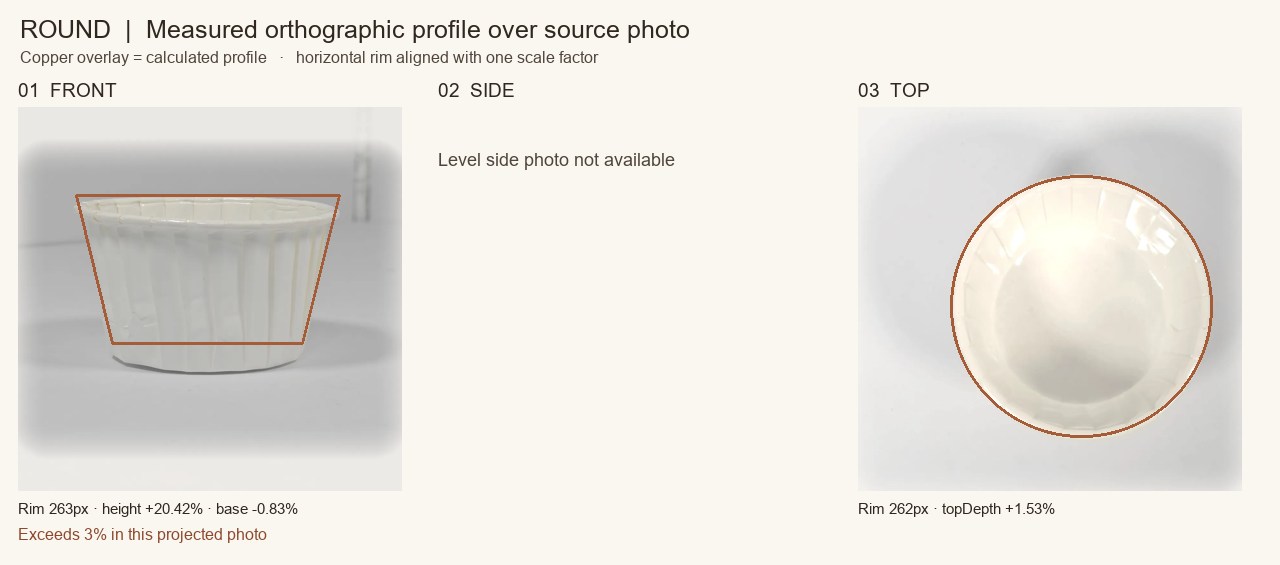 ROUND | Measured orthographic profile over source photo
Copper overlay = calculated profile · horizontal rim aligned with one scale factor
01 FRONT
02 SIDE
03 TOP
Level side photo not available
Rim 263px · height +20.42% · base -0.83%
Rim 262px · topDepth +1.53%
Exceeds 3% in this projected photo